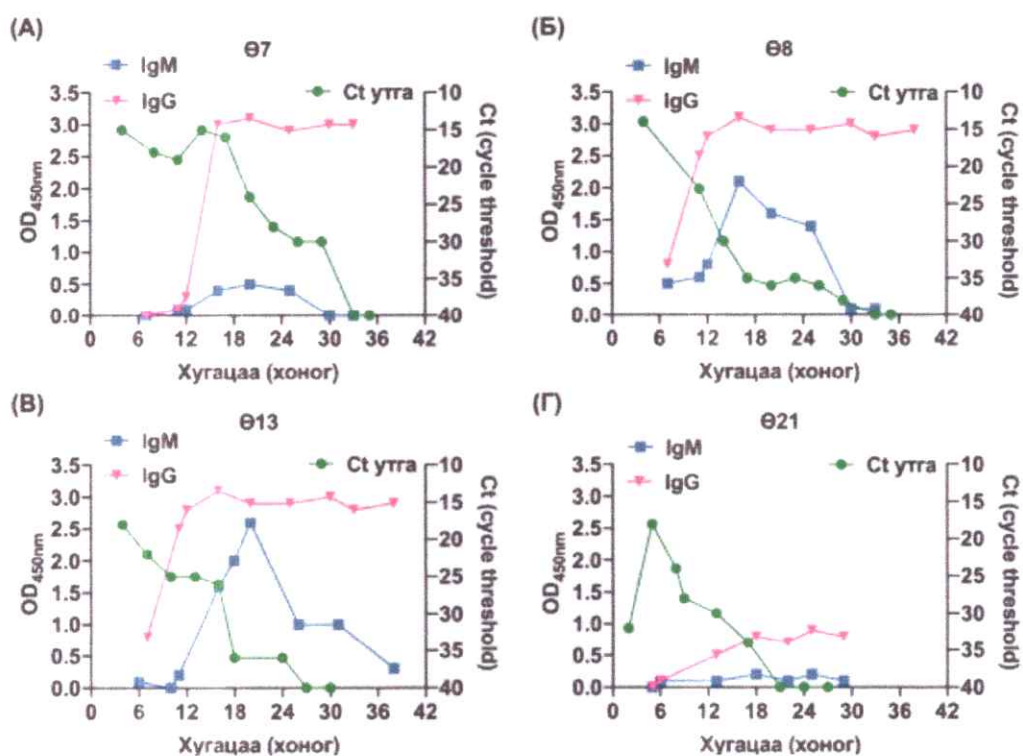 (А)
Ө7
IgM
IgG
Ct утга
3.5
3.0
2.5
2.0
1.5
1.0
0.5
0.0
OD450nm
10
15
20
25
30
35
40
Ct (cycle threshold)
0 6 12 18 24 30 36 42
Хугацаа (хоног)
(Б)
Ө8
IgM
IgG
Ct утга
3.5
3.0
2.5
2.0
1.5
1.0
0.5
0.0
OD450nm
10
15
20
25
30
35
40
Ct (cycle threshold)
0 6 12 18 24 30 36 42
Хугацаа (хоног)
(В)
Ө13
IgM
IgG
Ct утга
3.5
3.0
2.5
2.0
1.5
1.0
0.5
0.0
OD450nm
10
15
20
25
30
35
40
Ct (cycle threshold)
0 6 12 18 24 30 36 42
Хугацаа (хоног)
(Г)
Ө21
IgM
IgG
Ct утга
3.5
3.0
2.5
2.0
1.5
1.0
0.5
0.0
OD450nm
10
15
20
25
30
35
40
Ct (cycle threshold)
0 6 12 18 24 30 36 42
Хугацаа (хоног)